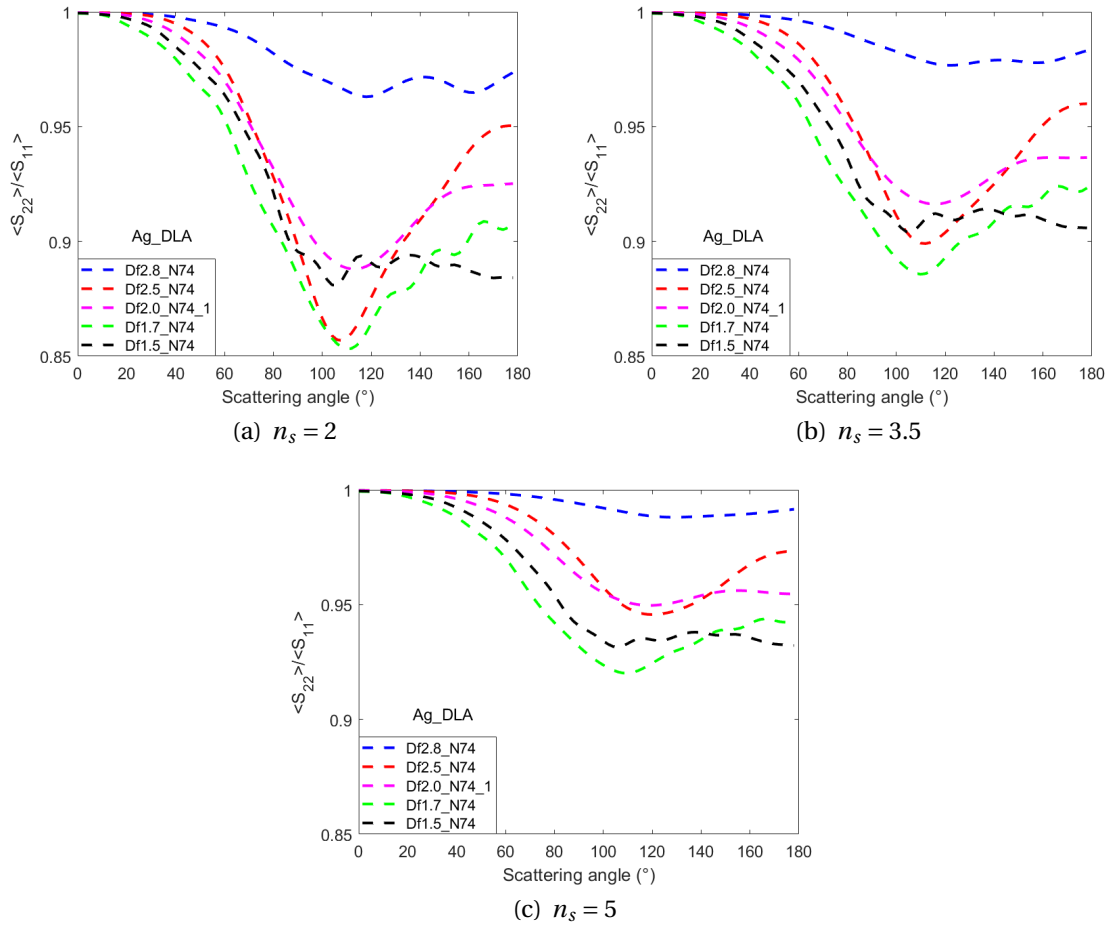 1
0.95
0.9
0.85
<S22>/<S11>
Ag_DLA
Df2.8_N74
Df2.5_N74
Df2.0_N74_1
Df1.7_N74
Df1.5_N74
0 20 40 60 80 100 120 140 160 180
Scattering angle (°)
(a) ns = 2
1
0.95
0.9
0.85
<S22>/<S11>
Ag_DLA
Df2.8_N74
Df2.5_N74
Df2.0_N74_1
Df1.7_N74
Df1.5_N74
0 20 40 60 80 100 120 140 160 180
Scattering angle (°)
(b) ns = 3.5
1
0.95
0.9
0.85
<S22>/<S11>
Ag_DLA
Df2.8_N74
Df2.5_N74
Df2.0_N74_1
Df1.7_N74
Df1.5_N74
0 20 40 60 80 100 120 140 160 180
Scattering angle (°)
(c) ns = 5